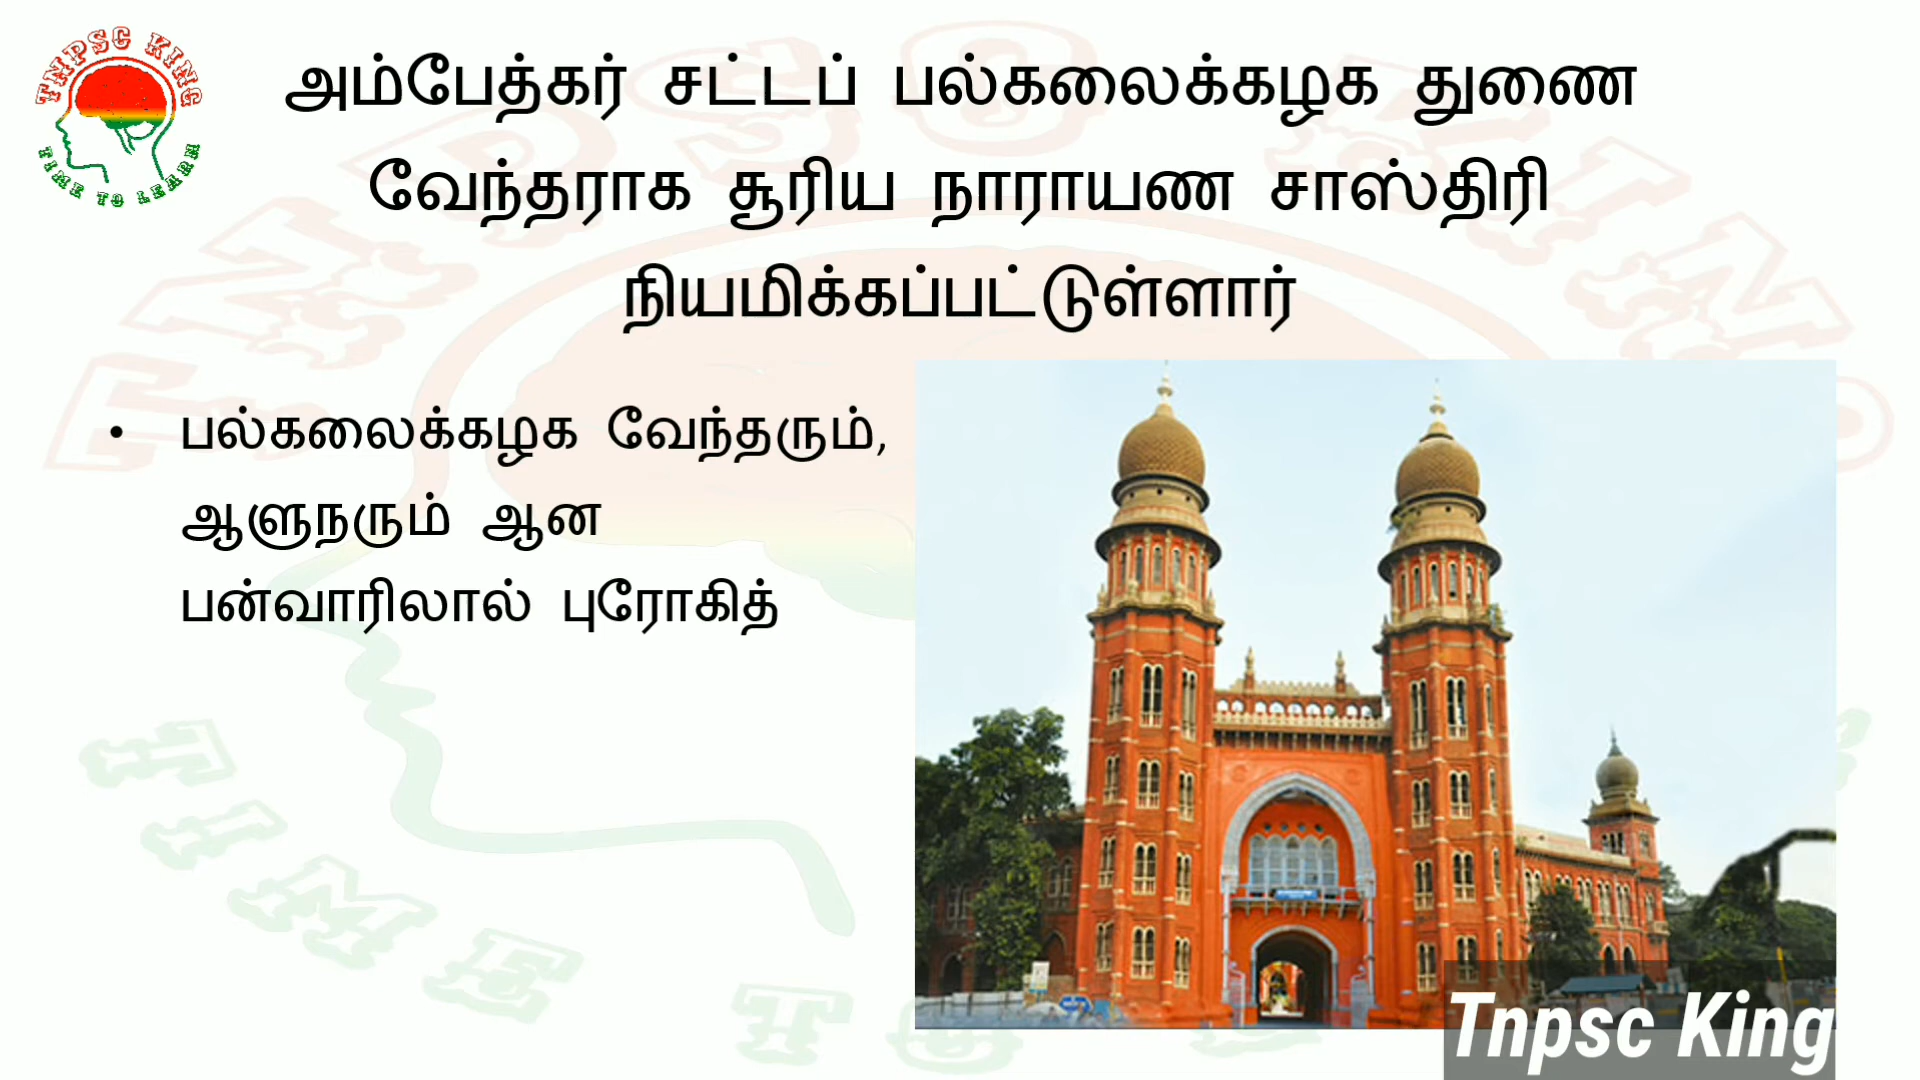 TNPSC KING
TIME TO LEARN
அம்பேத்கர் சட்டப் பல்கலைக்கழக துணை
வேந்தராக சூரிய நாராயண சாஸ்திரி
நியமிக்கப்பட்டுள்ளார்
• பல்கலைக்கழக வேந்தரும்,
ஆளுநரும் ஆன
பன்வாரிலால் புரோகித்
Tnpsc King